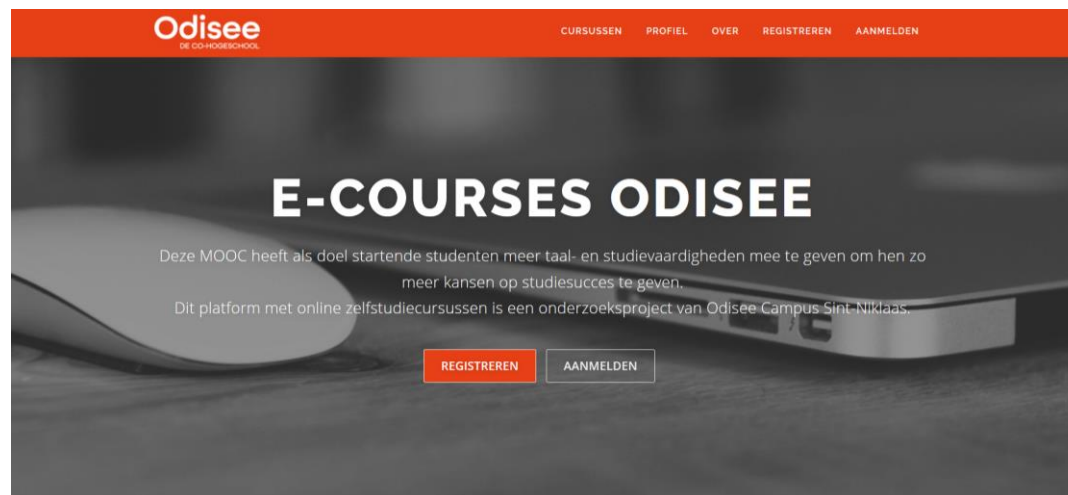 Odisee
DE CO-HOGESCHOOL
CURSUSSEN PROFIEL OVER REGISTREREN AANMELDEN
E-COURSES ODISEE
Deze MOOC heeft als doel startende studenten meer taal- en studievaardigheden mee te geven om hen zo
meer kansen op studiesucces te geven.
Dit platform met online zelfstudiecursussen is een onderzoeksproject van Odisee Campus Sint-Niklaas.
REGISTREREN AANMELDEN